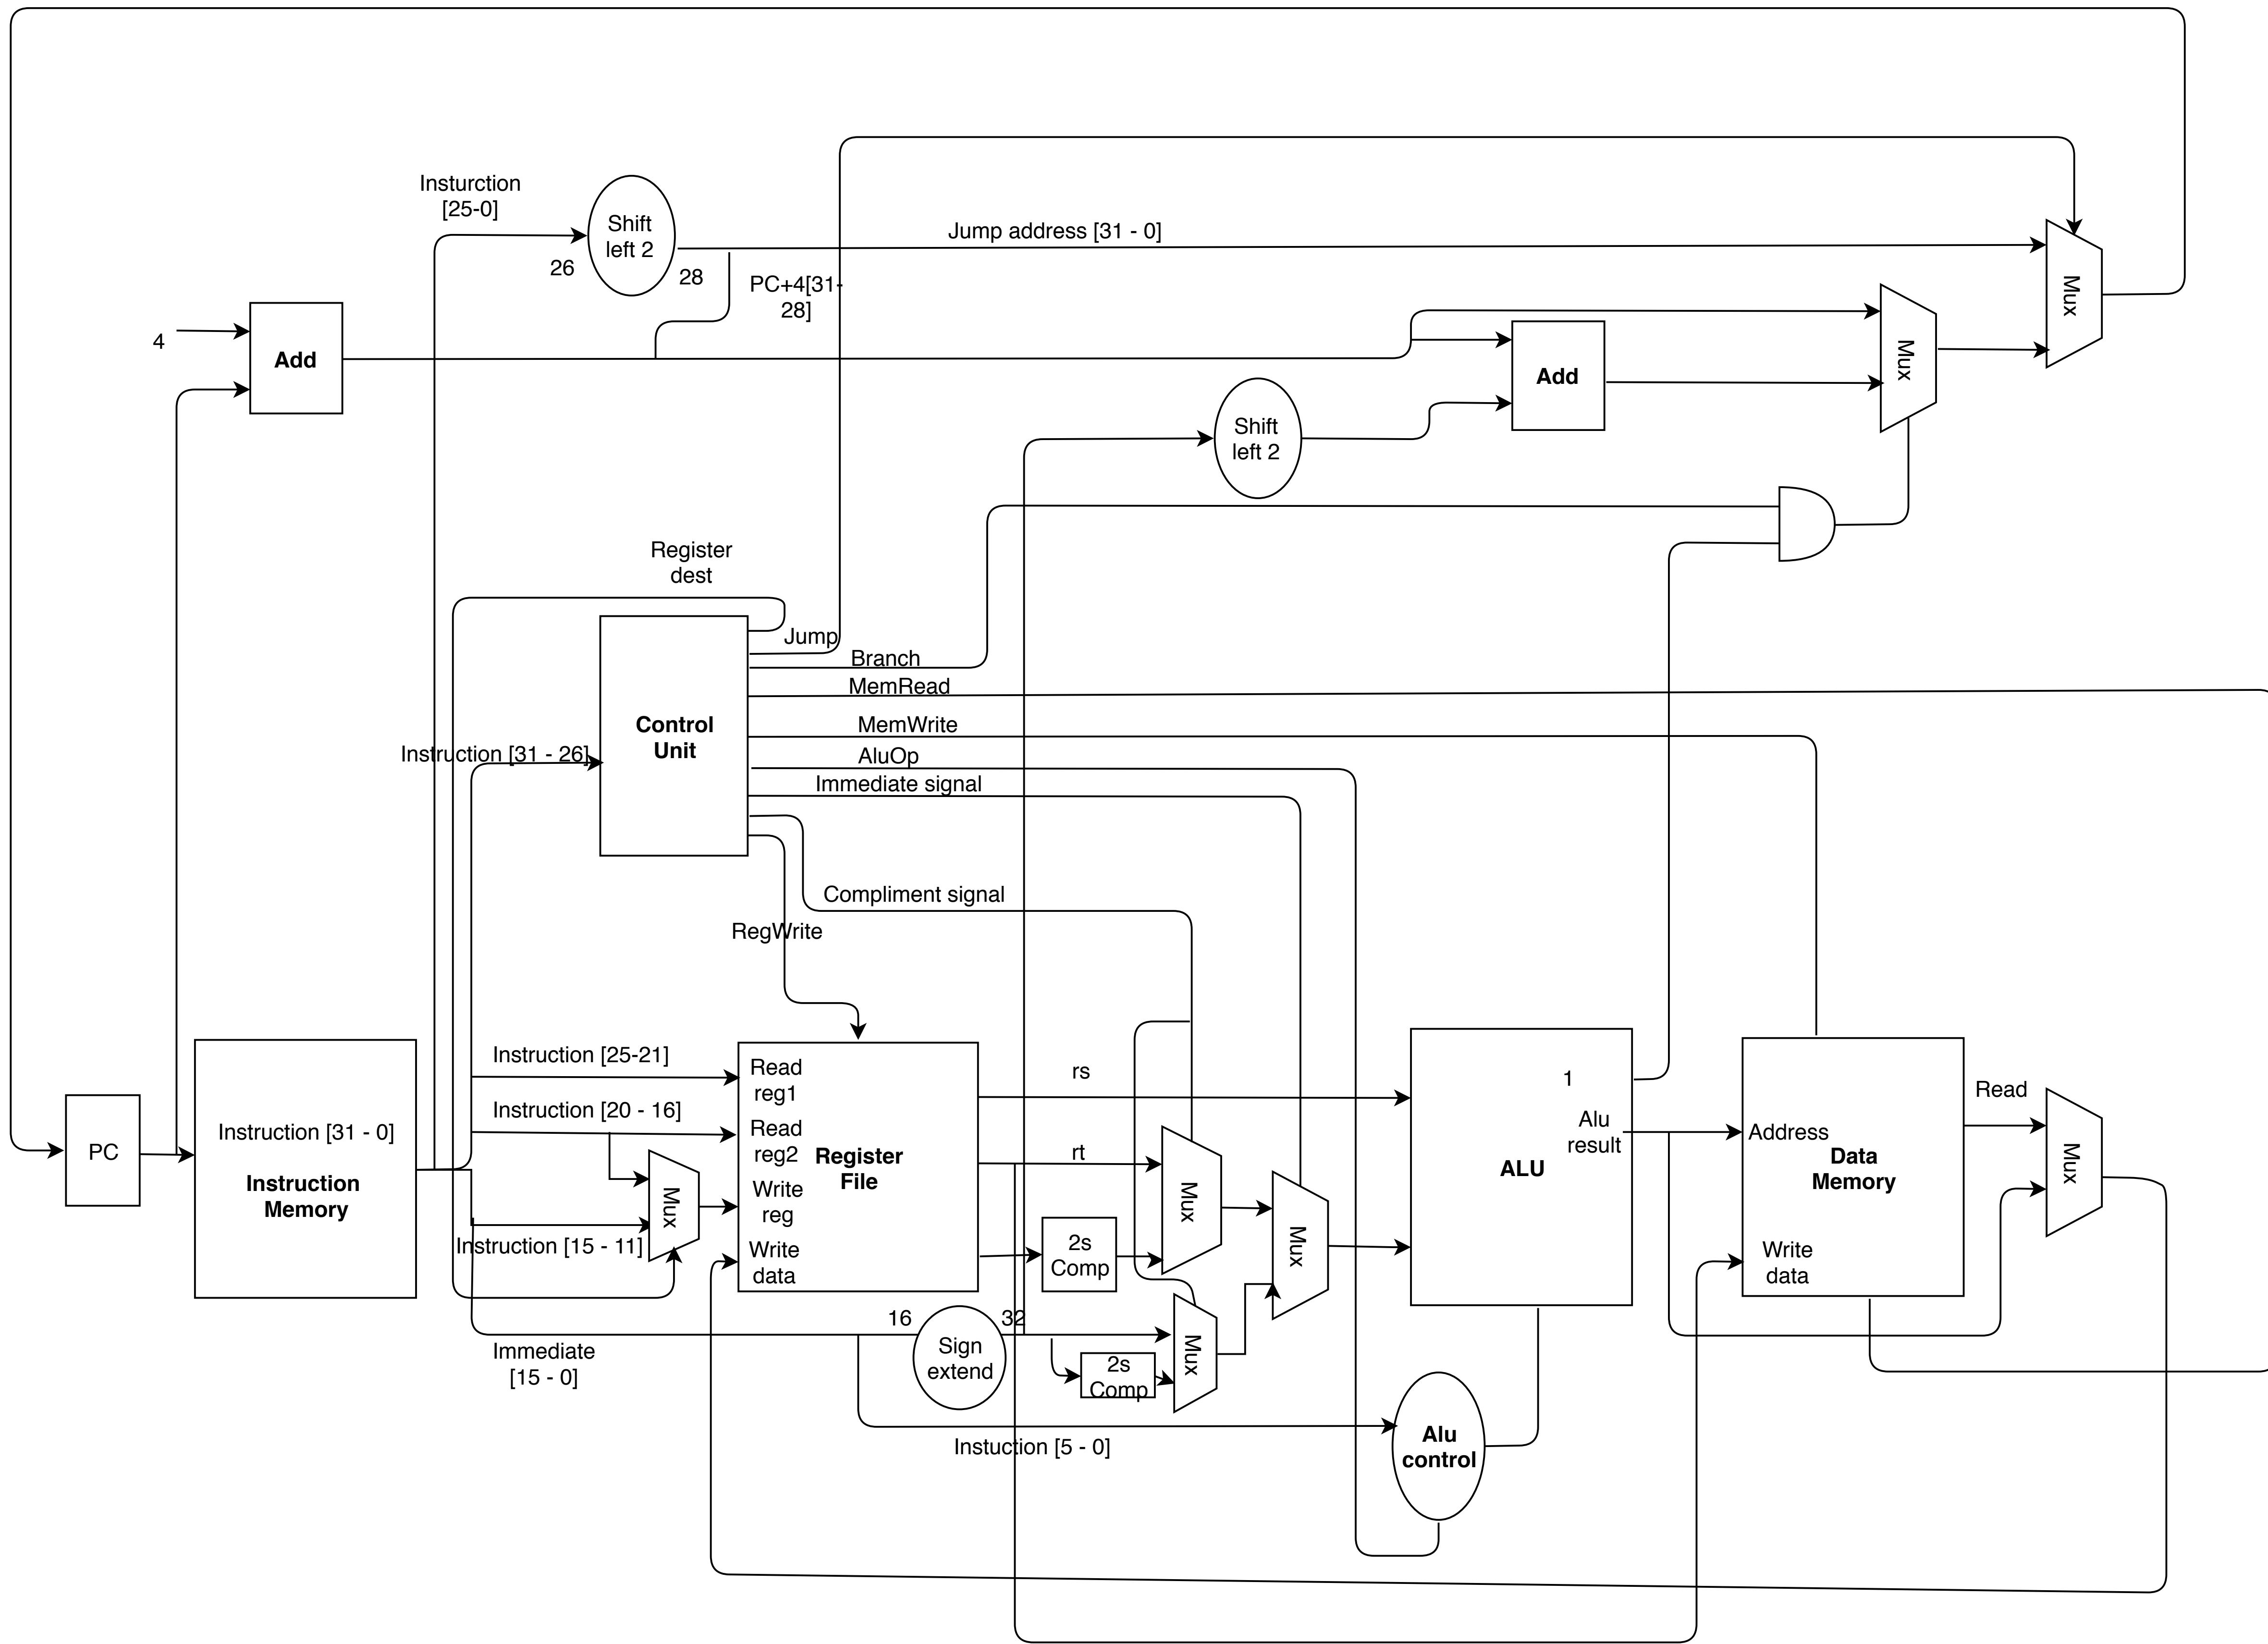 Insturction
[25-0]
Shift
left 2
26
28
Jump address [31 - 0]
PC+4[31-
28]
Mux
4
Add
Add
Mux
Shift
left 2
Register
dest
Jump
Branch
MemRead
MemWrite
AluOp
Immediate signal
Control
Unit
Instruction [31 - 26]
Compliment signal
RegWrite
Instruction [25-21]
Instruction [20 - 16]
Instruction [15 - 11]
PC
Instruction [31 - 0]
Instruction
Memory
Mux
Read
reg1
Read
reg2
Write
reg
Write
data
Register
File
rs
rt
2s
Comp
Mux
Mux
1
Alu
result
ALU
Address
Data
Memory
Write
data
Read
Mux
16
Sign
extend
32
2s
Comp
Mux
Immediate
[15 - 0]
Instuction [5 - 0]
Alu
control